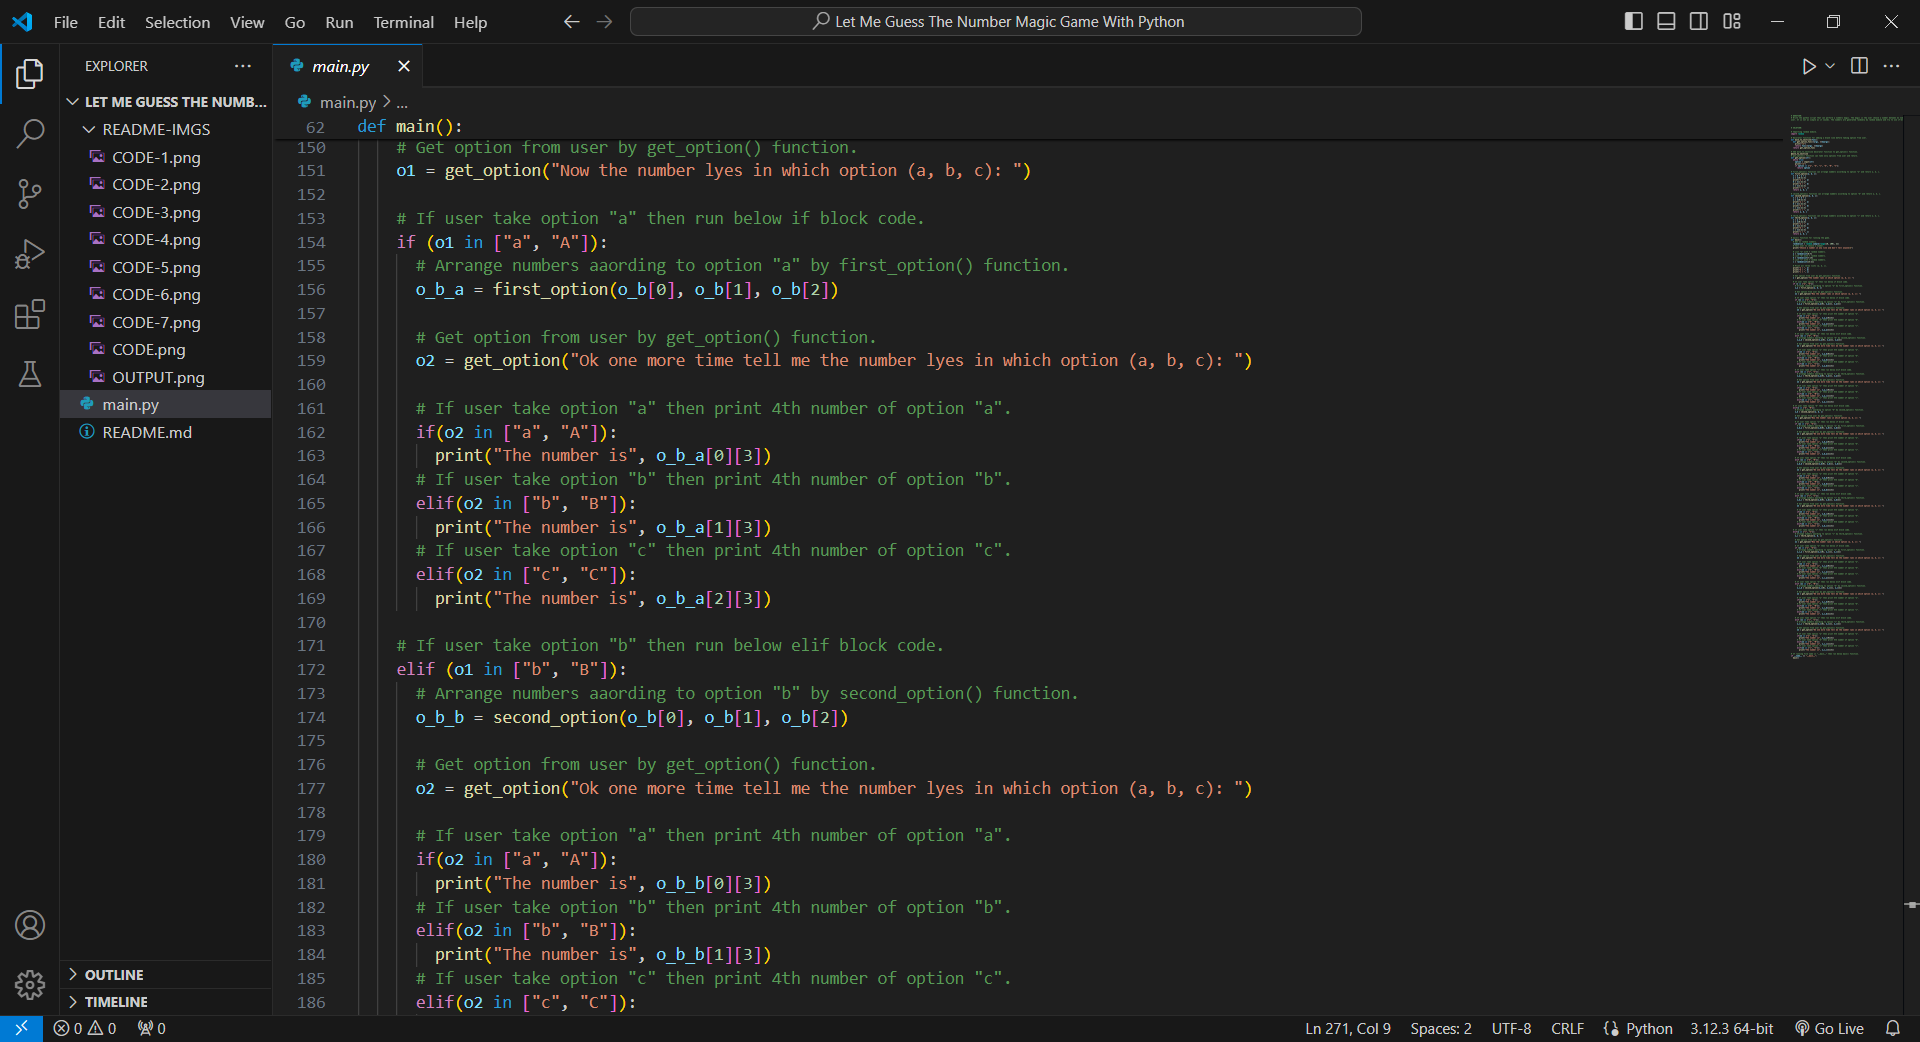 File Edit Selection View Go Run Terminal Help
Let Me Guess The Number Magic Game With Python
EXPLORER
LET ME GUESS THE NUMB...
README-IMGS
CODE-1.png
CODE-2.png
CODE-3.png
CODE-4.png
CODE-5.png
CODE-6.png
CODE-7.png
CODE.png
OUTPUT.png
main.py
README.md
OUTLINE
TIMELINE
main.py
main.py > ...
62 def main():
150 # Get option from user by get_option() function.
151 o1 = get_option("Now the number lyes in which option (a, b, c): ")
152
153 # If user take option "a" then run below if block code.
154 if (o1 in ["a", "A"]):
155 # Arrange numbers aaording to option "a" by first_option() function.
156 o_b_a = first_option(o_b[0], o_b[1], o_b[2])
157
158 # Get option from user by get_option() function.
159 o2 = get_option("Ok one more time tell me the number lyes in which option (a, b, c): ")
160
161 # If user take option "a" then print 4th number of option "a".
162 if(o2 in ["a", "A"]):
163 print("The number is", o_b_a[0][3])
164 # If user take option "b" then print 4th number of option "b".
165 elif(o2 in ["b", "B"]):
166 print("The number is", o_b_a[1][3])
167 # If user take option "c" then print 4th number of option "c".
168 elif(o2 in ["c", "C"]):
169 print("The number is", o_b_a[2][3])
170
171 # If user take option "b" then run below elif block code.
172 elif (o1 in ["b", "B"]):
173 # Arrange numbers aaording to option "b" by second_option() function.
174 o_b_b = second_option(o_b[0], o_b[1], o_b[2])
175
176 # Get option from user by get_option() function.
177 o2 = get_option("Ok one more time tell me the number lyes in which option (a, b, c): ")
178
179 # If user take option "a" then print 4th number of option "a".
180 if(o2 in ["a", "A"]):
181 print("The number is", o_b_b[0][3])
182 # If user take option "b" then print 4th number of option "b".
183 elif(o2 in ["b", "B"]):
184 print("The number is", o_b_b[1][3])
185 # If user take option "c" then print 4th number of option "c".
186 elif(o2 in ["c", "C"]):
0 0 0 Ln 271, Col 9 Spaces: 2 UTF-8 CRLF Python 3.12.3 64-bit Go Live